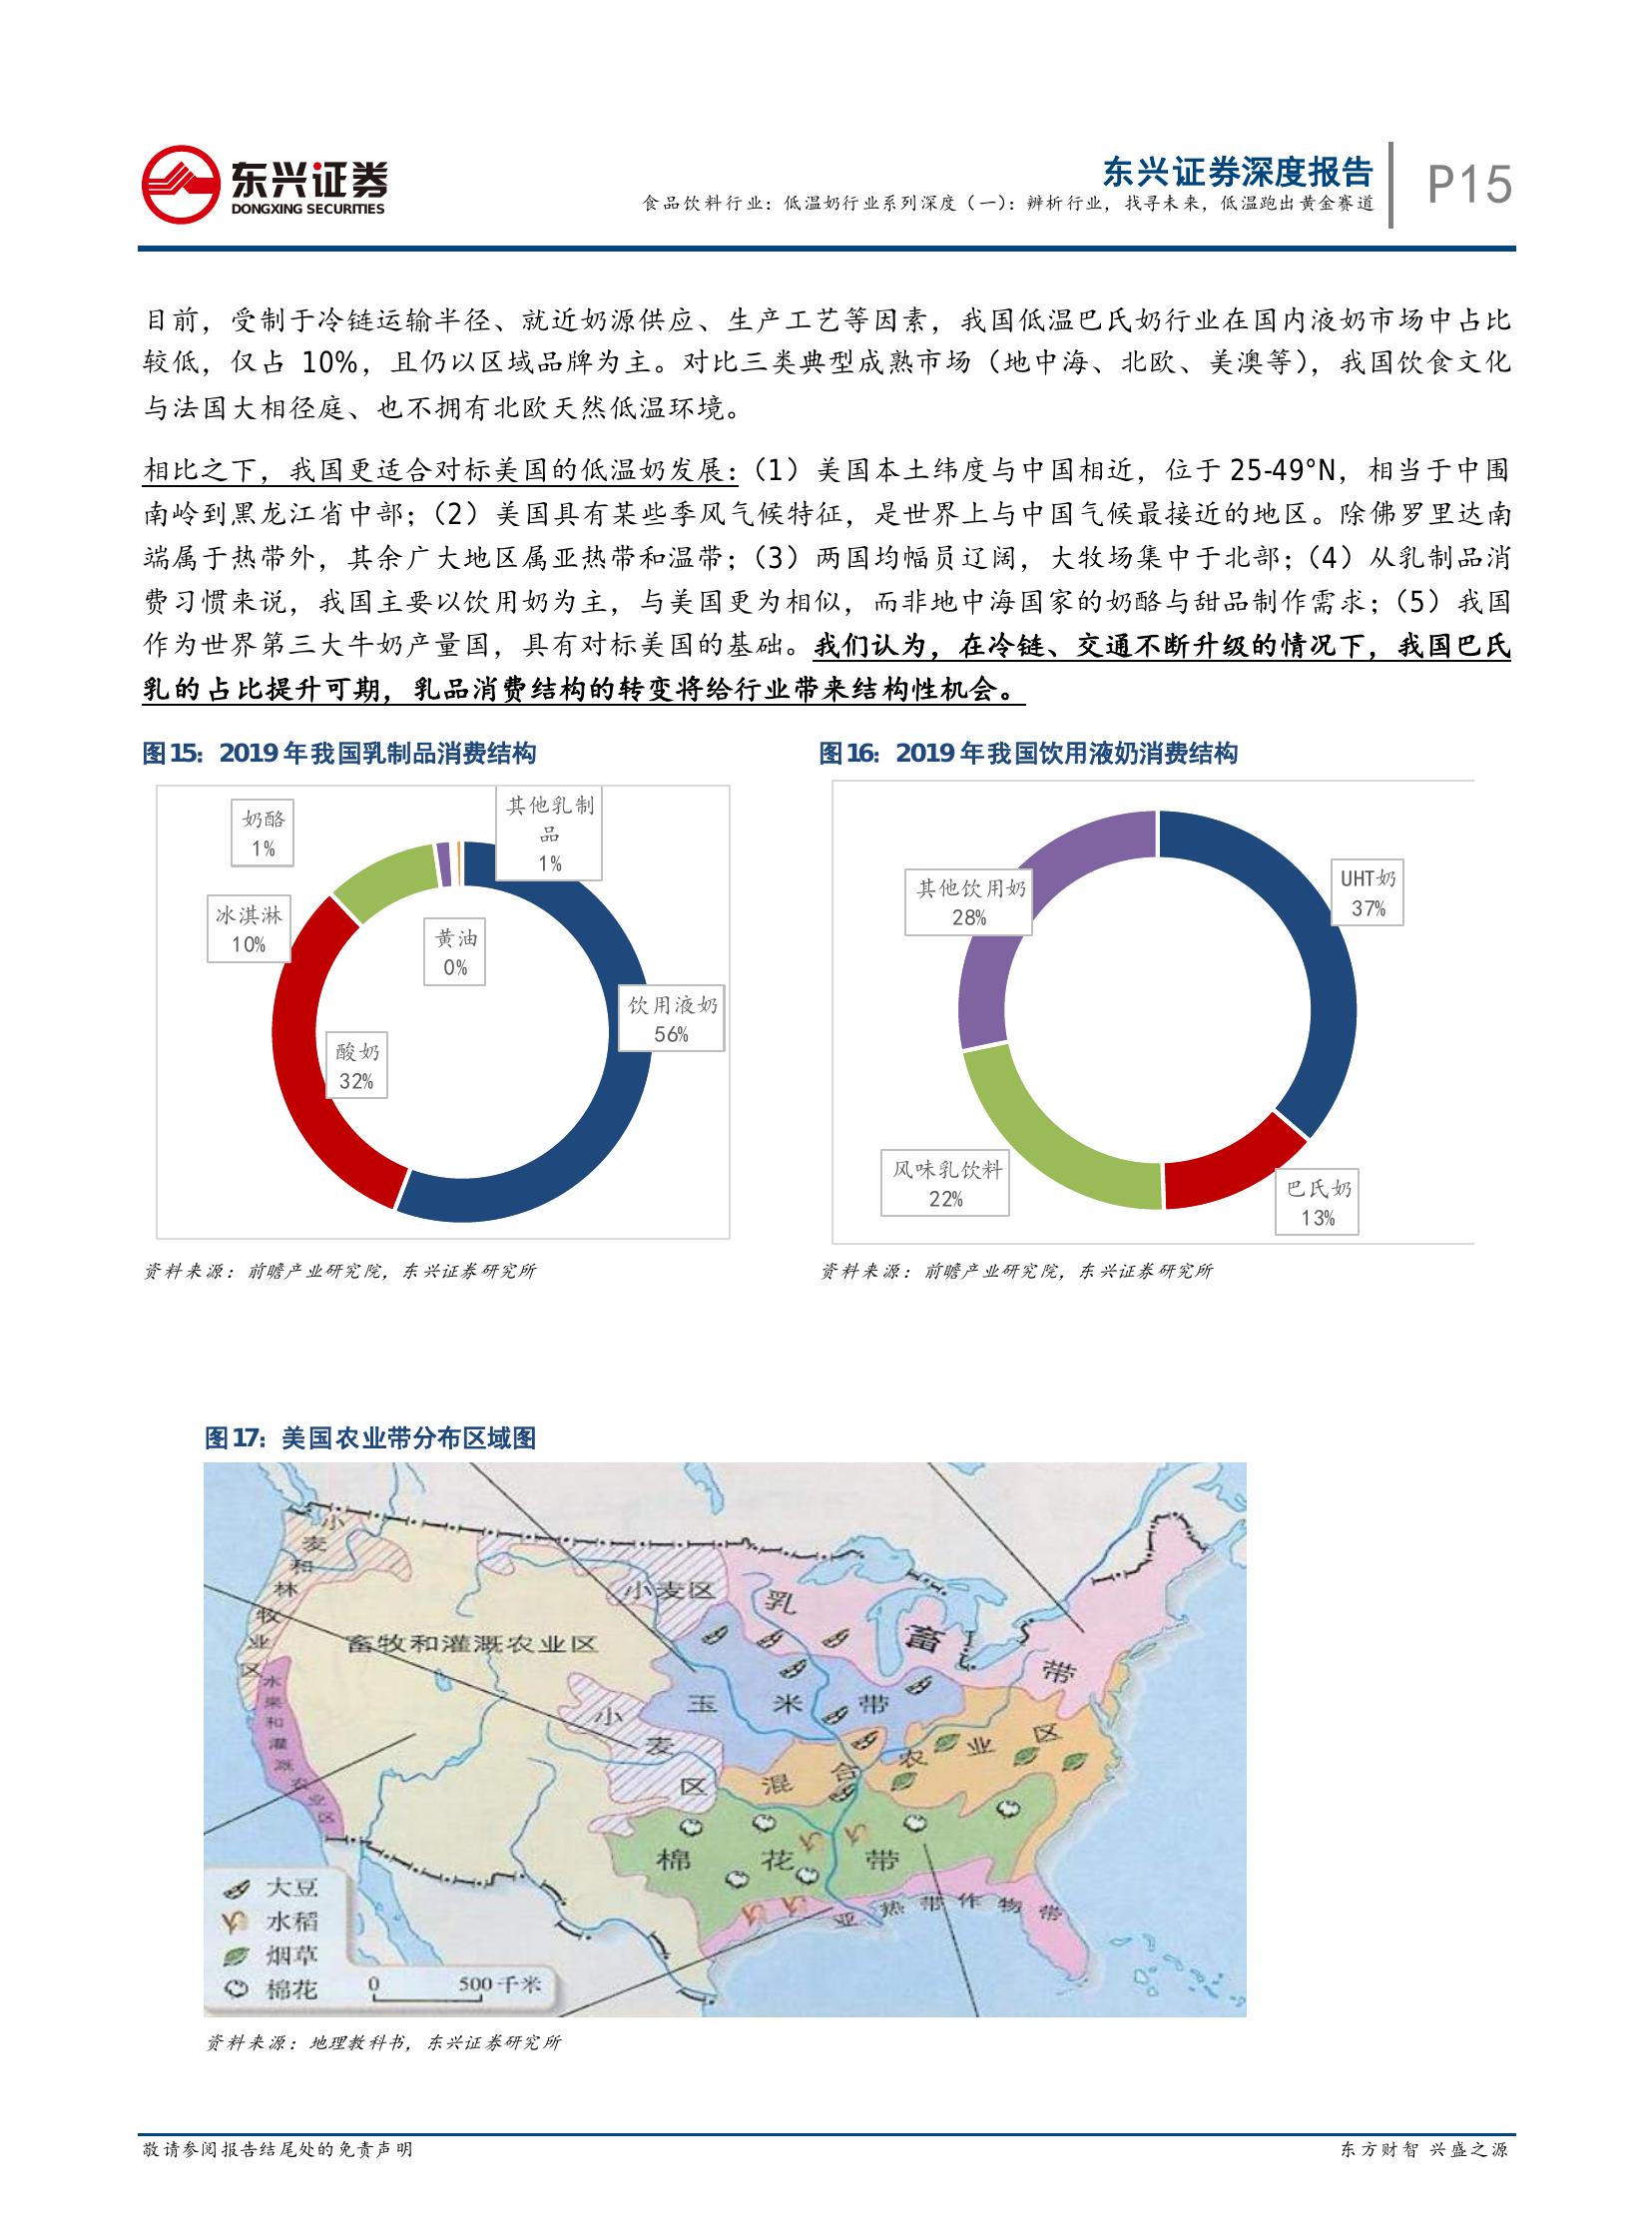 东兴证券
DONGXING SECURITIES
东兴证券深度报告
食品饮料行业：低温奶行业系列深度（一）：辨析行业，找寻未来，低温跑出黄金赛道
P15
目前，受制于冷链运输半径、就近奶源供应、生产工艺等因素，我国低温巴氏奶行业在国内液奶市场中占比
较低，仅占 10%，且仍以区域品牌为主。对比三类典型成熟市场（地中海、北欧、美澳等），我国饮食文化
与法国大相径庭、也不拥有北欧天然低温环境。
相比之下，我国更适合对标美国的低温奶发展：（1）美国本土纬度与中国相近，位于 25-49°N，相当于中国
南岭到黑龙江省中部；（2）美国具有某些季风气候特征，是世界上与中国气候最接近的地区。除佛罗里达南
端属于热带外，其余广大地区属亚热带和温带；（3）两国均幅员辽阔，大牧场集中于北部；（4）从乳制品消
费习惯来说，我国主要以饮用奶为主，与美国更为相似，而非地中海国家的奶酪与甜品制作需求；（5）我国
作为世界第三大牛奶产量国，具有对标美国的基础。我们认为，在冷链、交通不断升级的情况下，我国巴氏
乳的占比提升可期，乳品消费结构的转变将给行业带来结构性机会。
图15：2019年我国乳制品消费结构
其他乳制
品
1%
奶酪
1%
冰淇淋
10%
黄油
0%
饮用液奶
56%
酸奶
32%
资料来源：前瞻产业研究院，东兴证券研究所
图16：2019年我国饮用液奶消费结构
UHT奶
37%
其他饮用奶
28%
风味乳饮料
22%
巴氏奶
13%
资料来源：前瞻产业研究院，东兴证券研究所
图17：美国农业带分布区域图
小麦和林牧业区
小麦区
乳畜带
畜牧和灌溉农业区
水果和灌溉农业区
玉米带
小麦区
混合农业区
棉花带
亚热带作物带
大豆
水稻
烟草
棉花
0 500千米
资料来源：地理教科书，东兴证券研究所
敬请参阅报告结尾处的免责声明
东方财智 兴盛之源